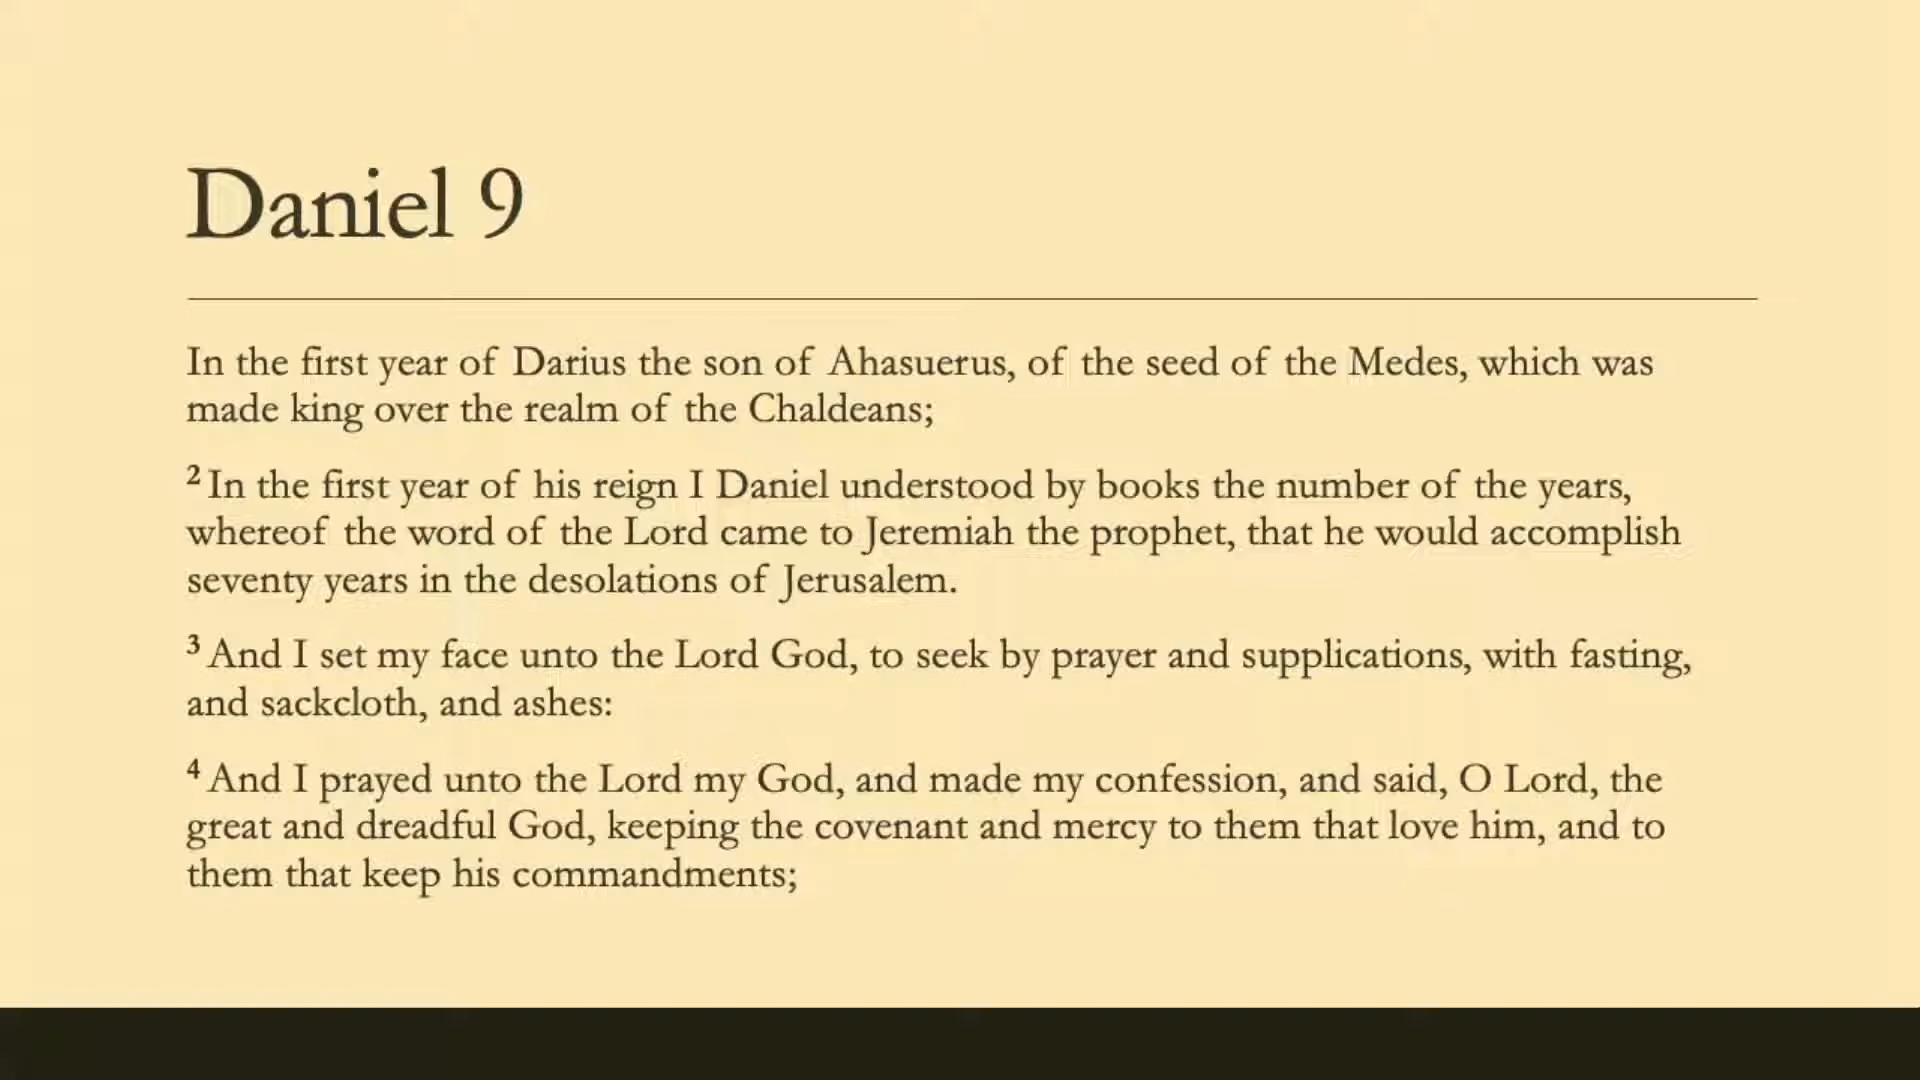 Daniel 9
In the first year of Darius the son of Ahasuerus, of the seed of the Medes, which was
made king over the realm of the Chaldeans;
2 In the first year of his reign I Daniel understood by books the number of the years,
whereof the word of the Lord came to Jeremiah the prophet, that he would accomplish
seventy years in the desolations of Jerusalem.
3 And I set my face unto the Lord God, to seek by prayer and supplications, with fasting,
and sackcloth, and ashes:
4 And I prayed unto the Lord my God, and made my confession, and said, O Lord, the
great and dreadful God, keeping the covenant and mercy to them that love him, and to
them that keep his commandments;